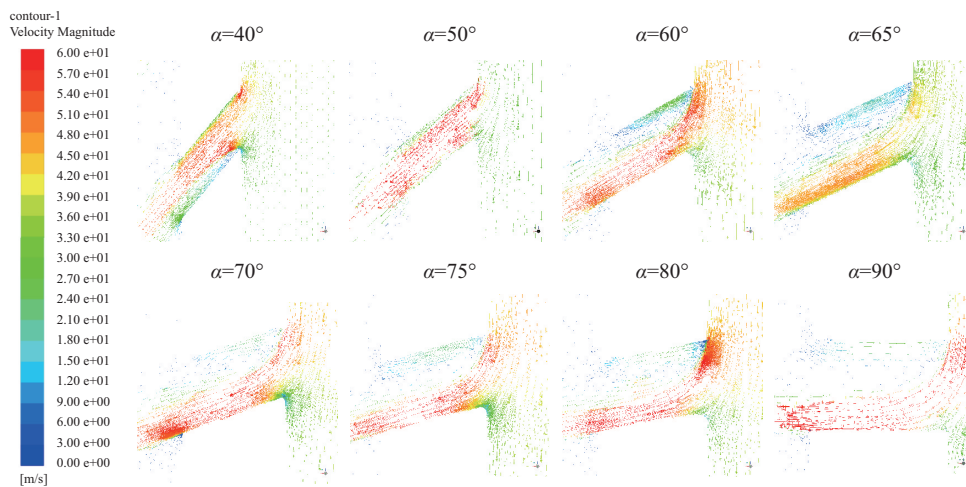 contour-1
Velocity Magnitude
α=40°
α=50°
α=60°
α=65°
6.00 e+01
5.70 e+01
5.40 e+01
5.10 e+01
4.80 e+01
4.50 e+01
4.20 e+01
3.90 e+01
3.60 e+01
3.30 e+01
3.00 e+01
2.70 e+01
2.40 e+01
2.10 e+01
1.80 e+01
1.50 e+01
1.20 e+01
9.00 e+00
6.00 e+00
3.00 e+00
0.00 e+00
[m/s]
α=70°
α=75°
α=80°
α=90°